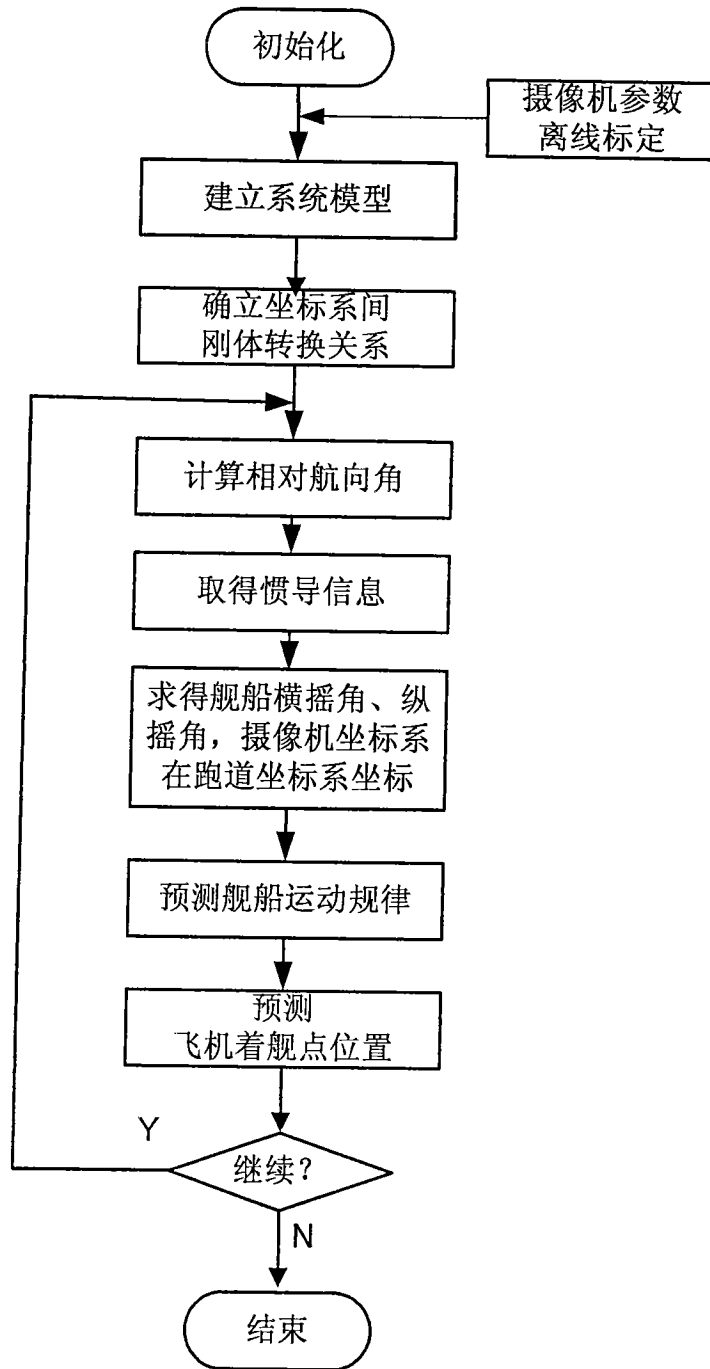 初始化
摄像机参数
离线标定
建立系统模型
确立坐标系间
刚体转换关系
计算相对航向角
取得惯导信息
求得舰船横摇角、纵
摇角，摄像机坐标系
在跑道坐标系坐标
预测舰船运动规律
预测
飞机着舰点位置
Y
继续?
N
结束